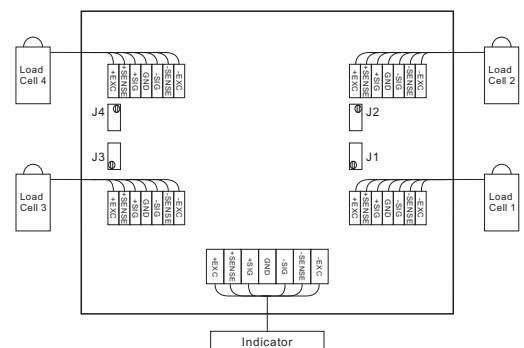 Load
Cell 4
+EXC
+SENSE
+SIG
GND
-SIG
-SENSE
-EXC
+EXC
+SENSE
+SIG
GND
-SIG
-SENSE
-EXC
Load
Cell 2
J4
J2
J3
J1
Load
Cell 3
+EXC
+SENSE
+SIG
GND
-SIG
-SENSE
-EXC
+EXC
+SENSE
+SIG
GND
-SIG
-SENSE
-EXC
Load
Cell 1
+EXC
+SENSE
+SIG
GND
-SIG
-SENSE
-EXC
Indicator